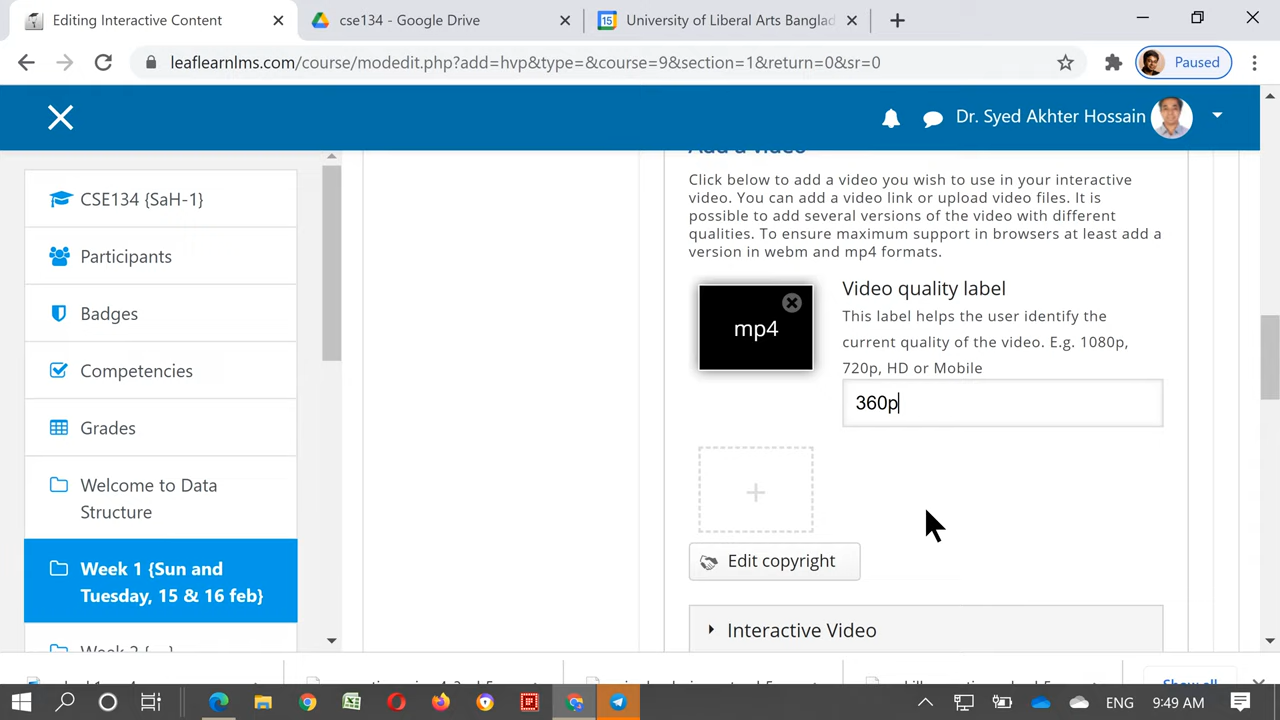 Editing Interactive Content
cse134 - Google Drive
15
University of Liberal Arts Banglad
leaflearnlms.com/course/modedit.php?add=hvp&type=&course=9&section=1&return=0&sr=0
Paused
Dr. Syed Akhter Hossain
CSE134 {SaH-1}
Participants
Badges
Competencies
Grades
Welcome to Data
Structure
Week 1 {Sun and
Tuesday, 15 & 16 feb}
Add a video
Click below to add a video you wish to use in your interactive
video. You can add a video link or upload video files. It is
possible to add several versions of the video with different
qualities. To ensure maximum support in browsers at least add a
version in webm and mp4 formats.
mp4
Video quality label
This label helps the user identify the
current quality of the video. E.g. 1080p,
720p, HD or Mobile
360p
Edit copyright
Interactive Video
Show all
ENG
9:49 AM